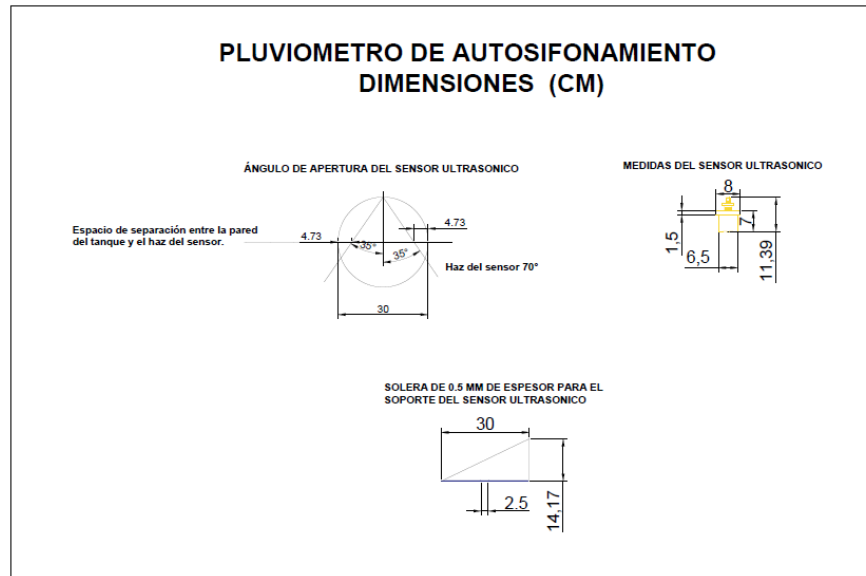 PLUVIOMETRO DE AUTOSIFONAMIENTO
DIMENSIONES (CM)
ÁNGULO DE APERTURA DEL SENSOR ULTRASONICO
Espacio de separación entre la pared
del tanque y el haz del sensor.
4.73
4.73
35°
35°
Haz del sensor 70°
30
MEDIDAS DEL SENSOR ULTRASONICO
8
7
1,5
6,5
11,39
SOLERA DE 0.5 MM DE ESPESOR PARA EL
SOPORTE DEL SENSOR ULTRASONICO
30
2.5
14,17